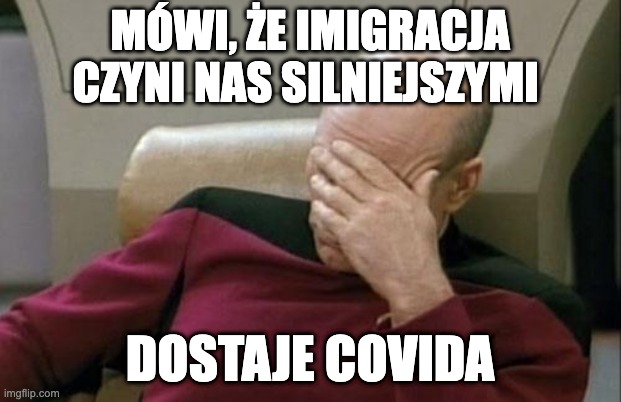 MÓWI, ŻE IMIGRACJA
CZYNI NAS SILNIEJSZYMI
DOSTAJE COVIDA
imgflip.com